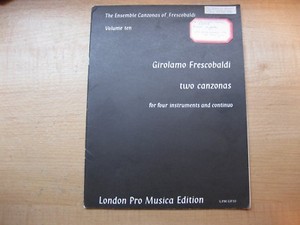 The Ensemble Canzonas of Frescobaldi
Volume ten
Girolamo Frescobaldi
two canzonas
for four instruments and continuo
London Pro Musica Edition